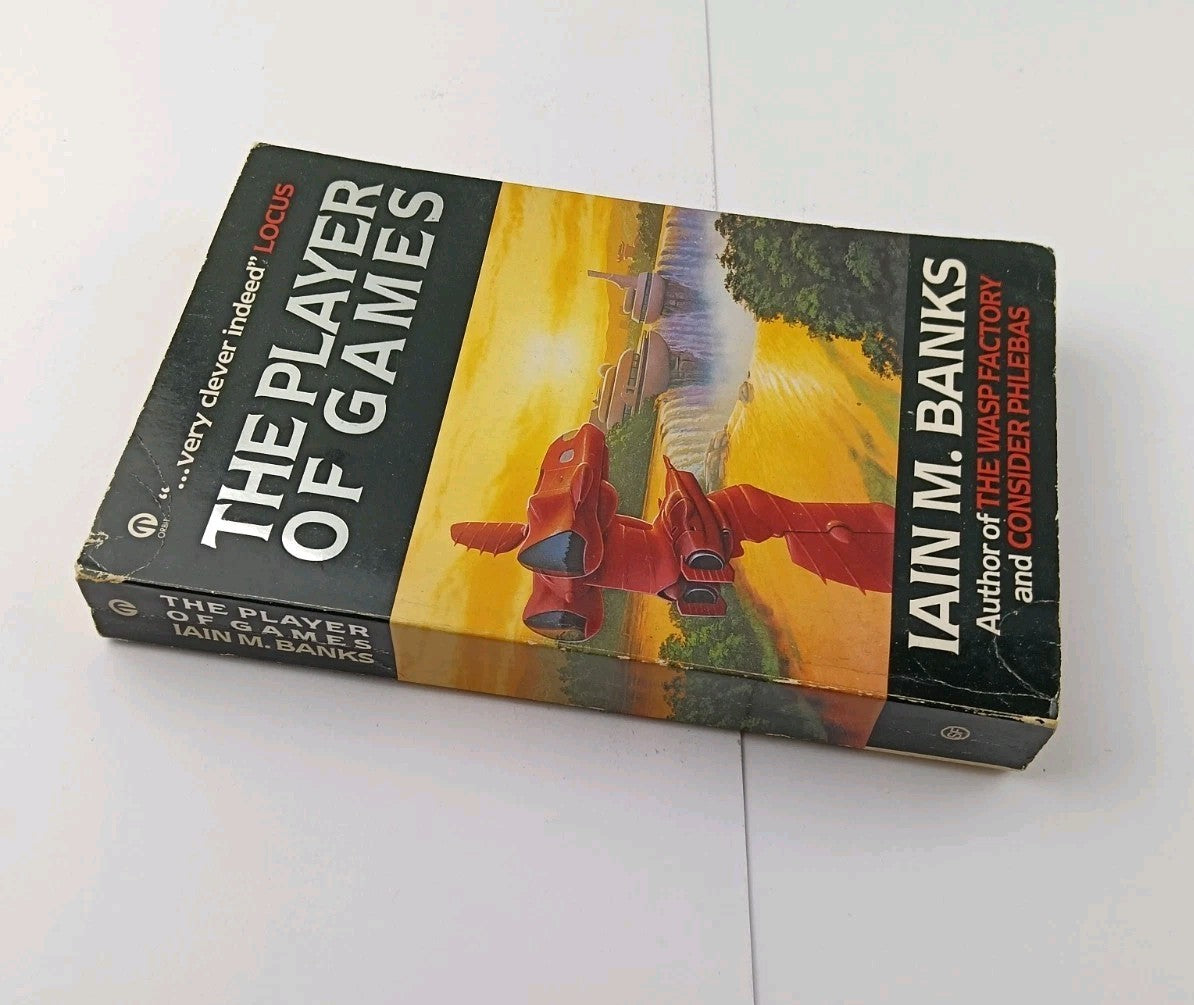 "...very clever indeed" LOCUS
THE PLAYER
OF GAMES
ORBIT
IAIN M. BANKS
Author of THE WASP FACTORY
and CONSIDER PHLEBAS
THE PLAYER
OF GAMES
IAIN M. BANKS